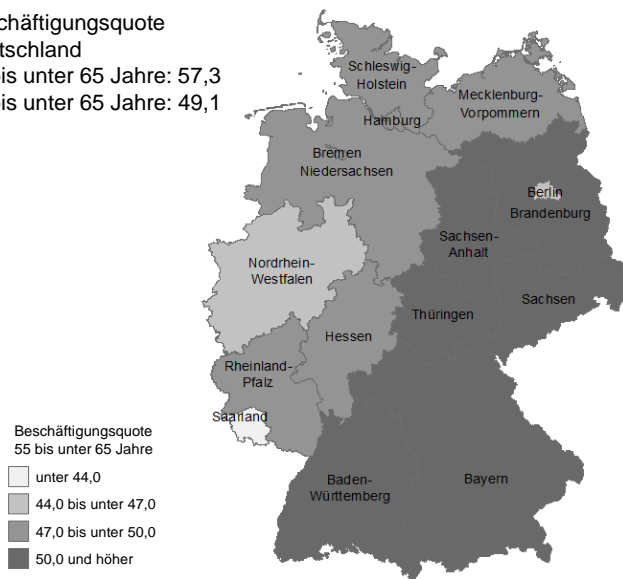 chäftigungsquote
tschland
is unter 65 Jahre: 57,3
is unter 65 Jahre: 49,1
Schleswig-
Holstein
Mecklenburg-
Vorpommern
Hamburg
Bremen
Niedersachsen
Berlin
Brandenburg
Sachsen-
Anhalt
Nordrhein-
Westfalen
Sachsen
Thüringen
Hessen
Rheinland-
Pfalz
Saarland
Baden-
Württemberg
Bayern
Beschäftigungsquote
55 bis unter 65 Jahre
unter 44,0
44,0 bis unter 47,0
47,0 bis unter 50,0
50,0 und höher